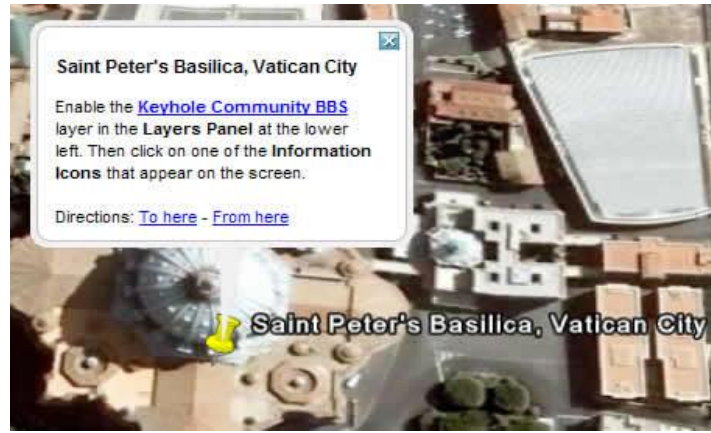 Saint Peter's Basilica, Vatican City
Enable the Keyhole Community BBS
layer in the Layers Panel at the lower
left. Then click on one of the Information
Icons that appear on the screen.
Directions: To here - From here
Saint Peter's Basilica, Vatican City